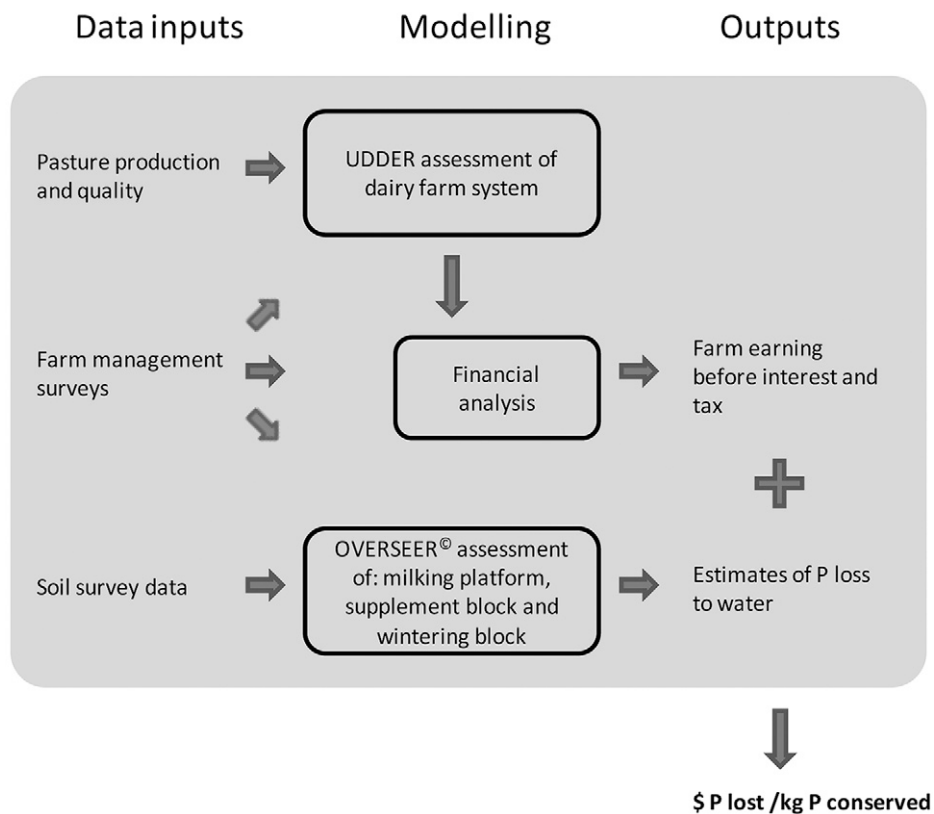 Data inputs
Modelling
Outputs
Pasture production
and quality
UDDER assessment of
dairy farm system
Farm management
surveys
Financial
analysis
Farm earning
before interest and
tax
Soil survey data
OVERSEER© assessment
of: milking platform,
supplement block and
wintering block
Estimates of P loss
to water
$ P lost /kg P conserved